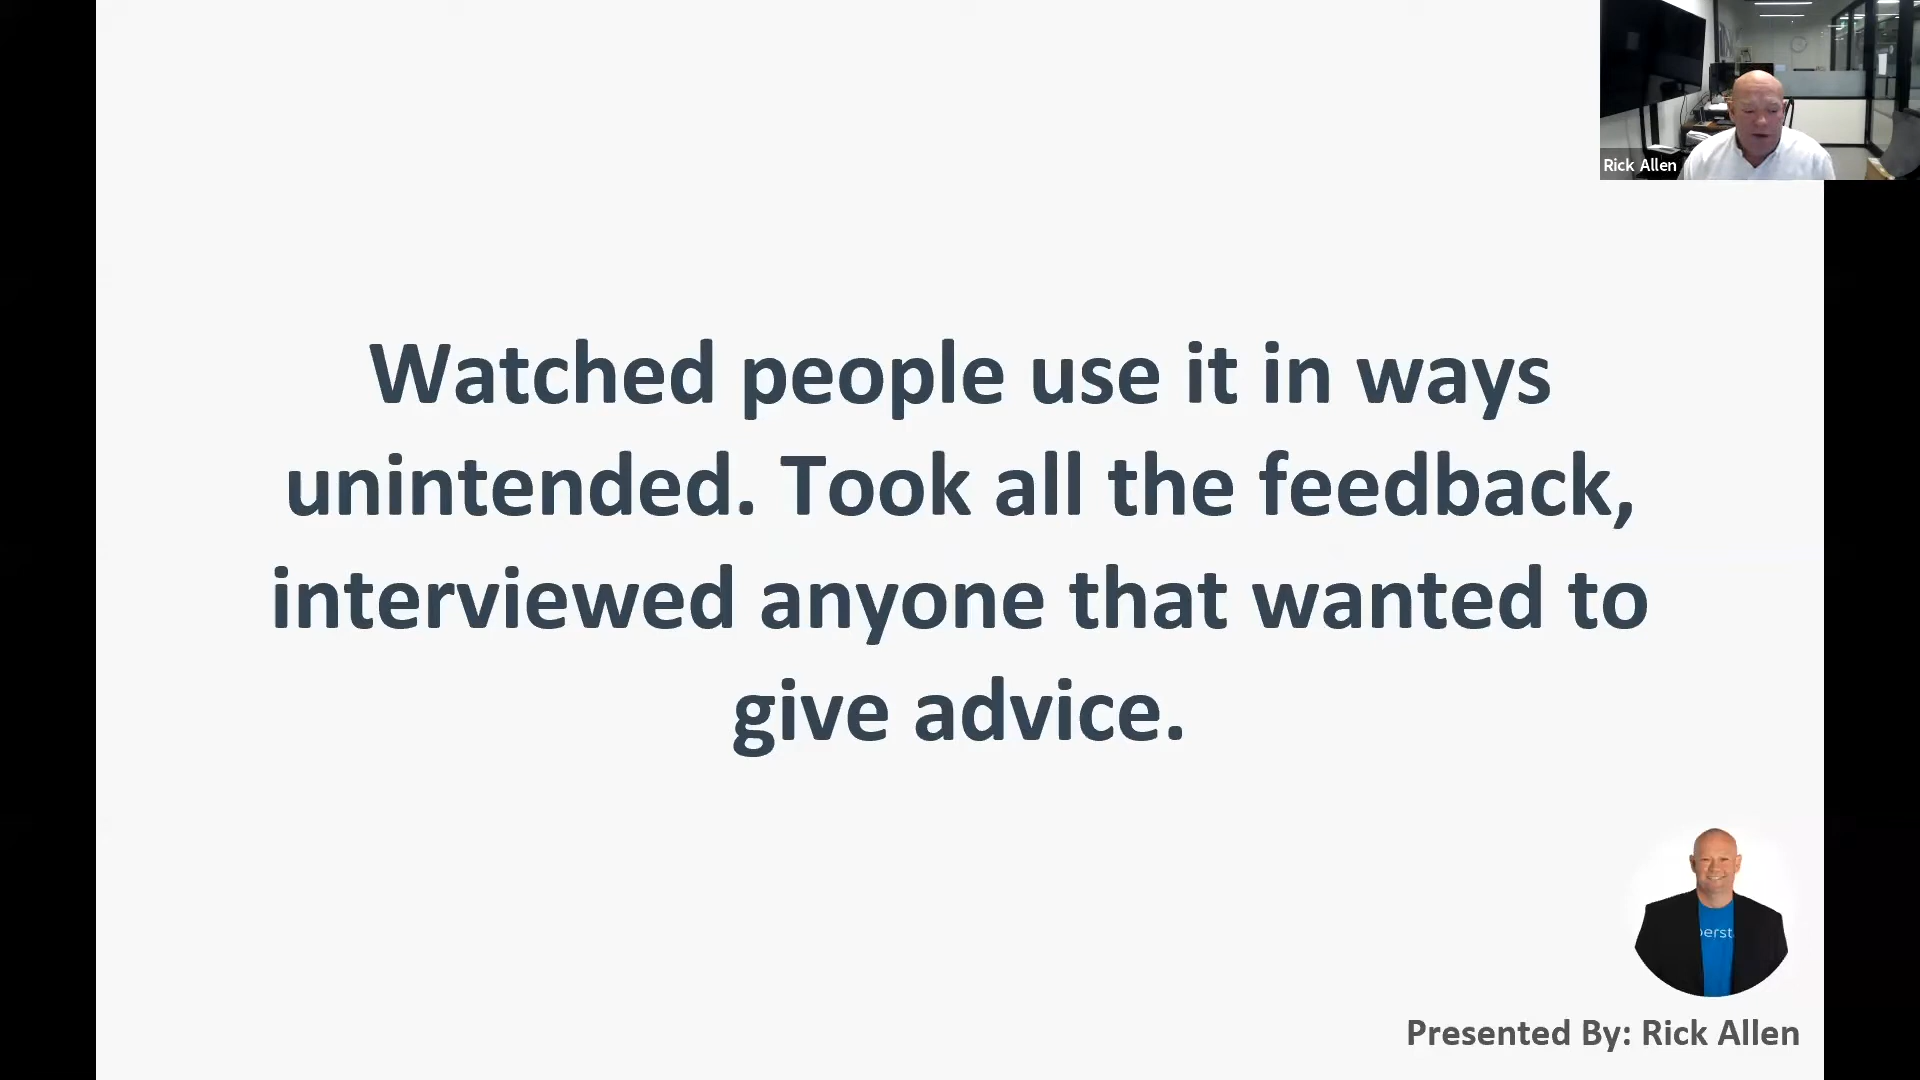 Rick Allen
Watched people use it in ways
unintended. Took all the feedback,
interviewed anyone that wanted to
give advice.
perst
Presented By: Rick Allen